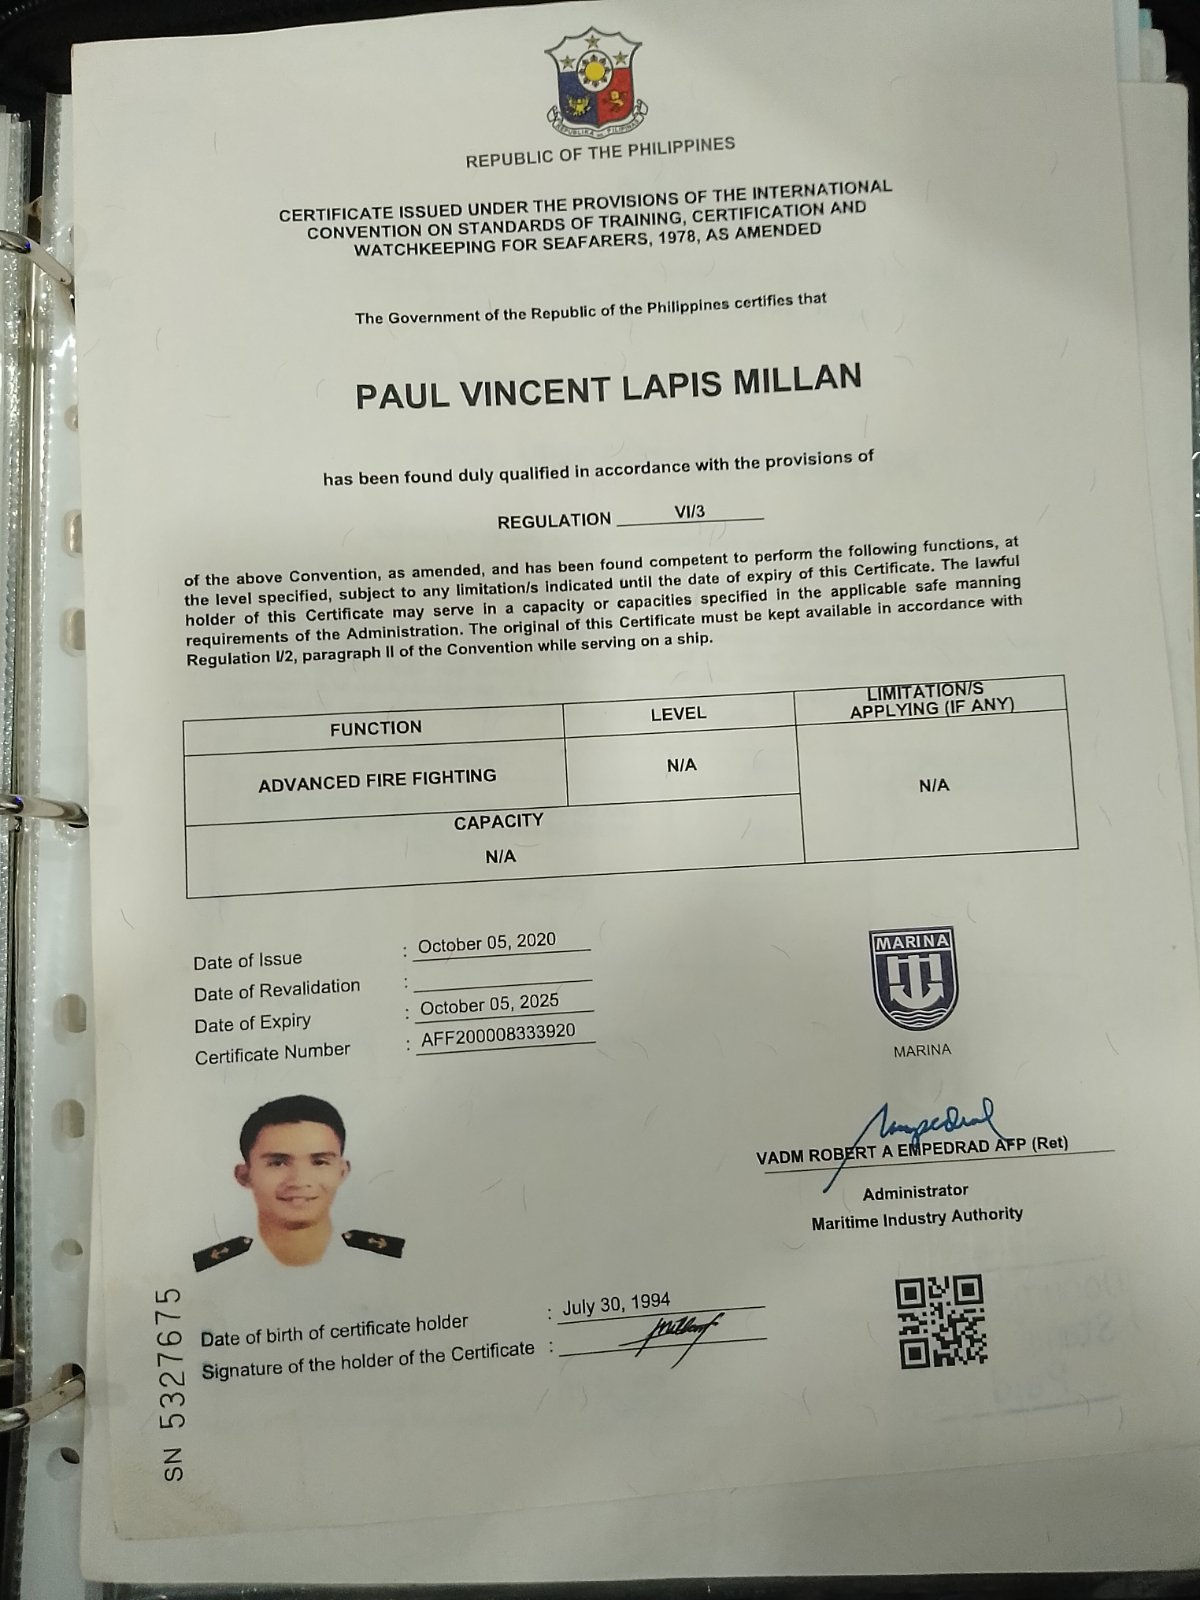 REPUBLIKA NG PILIPINAS
REPUBLIC OF THE PHILIPPINES
CERTIFICATE ISSUED UNDER THE PROVISIONS OF THE INTERNATIONAL
CONVENTION ON STANDARDS OF TRAINING, CERTIFICATION AND
WATCHKEEPING FOR SEAFARERS, 1978, AS AMENDED
The Government of the Republic of the Philippines certifies that
PAUL VINCENT LAPIS MILLAN
has been found duly qualified in accordance with the provisions of
REGULATION VI/3
of the above Convention, as amended, and has been found competent to perform the following functions, at
the level specified, subject to any limitation/s indicated until the date of expiry of this Certificate. The lawful
holder of this Certificate may serve in a capacity or capacities specified in the applicable safe manning
requirements of the Administration. The original of this Certificate must be kept available in accordance with
Regulation I/2, paragraph II of the Convention while serving on a ship.
FUNCTION LEVEL LIMITATION/S
APPLYING (IF ANY)
ADVANCED FIRE FIGHTING N/A N/A
CAPACITY
N/A
Date of Issue : October 05, 2020
Date of Revalidation :
Date of Expiry : October 05, 2025
Certificate Number : AFF200008333920
MARINA
MARINA
VADM ROBERT A EMPEDRAD AFP (Ret)
Administrator
Maritime Industry Authority
Date of birth of certificate holder : July 30, 1994
Signature of the holder of the Certificate :
SN 5327675